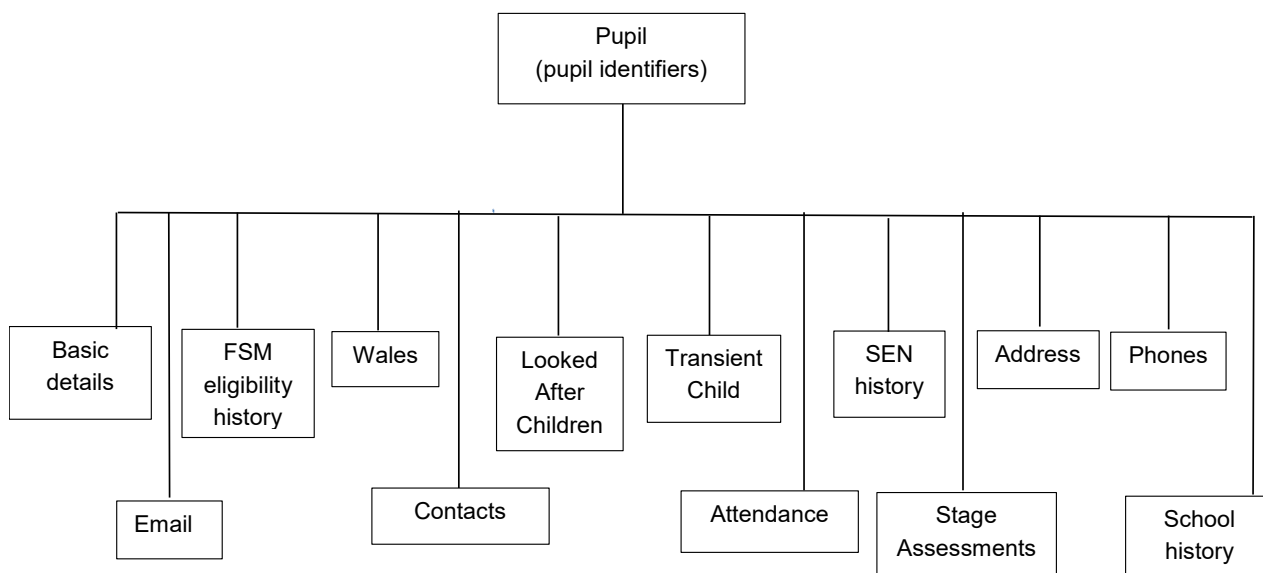 Pupil
(pupil identifiers)
Basic
details
FSM
eligibility
history
Wales
Looked
After
Children
Transient
Child
SEN
history
Address
Phones
Email
Contacts
Attendance
Stage
Assessments
School
history